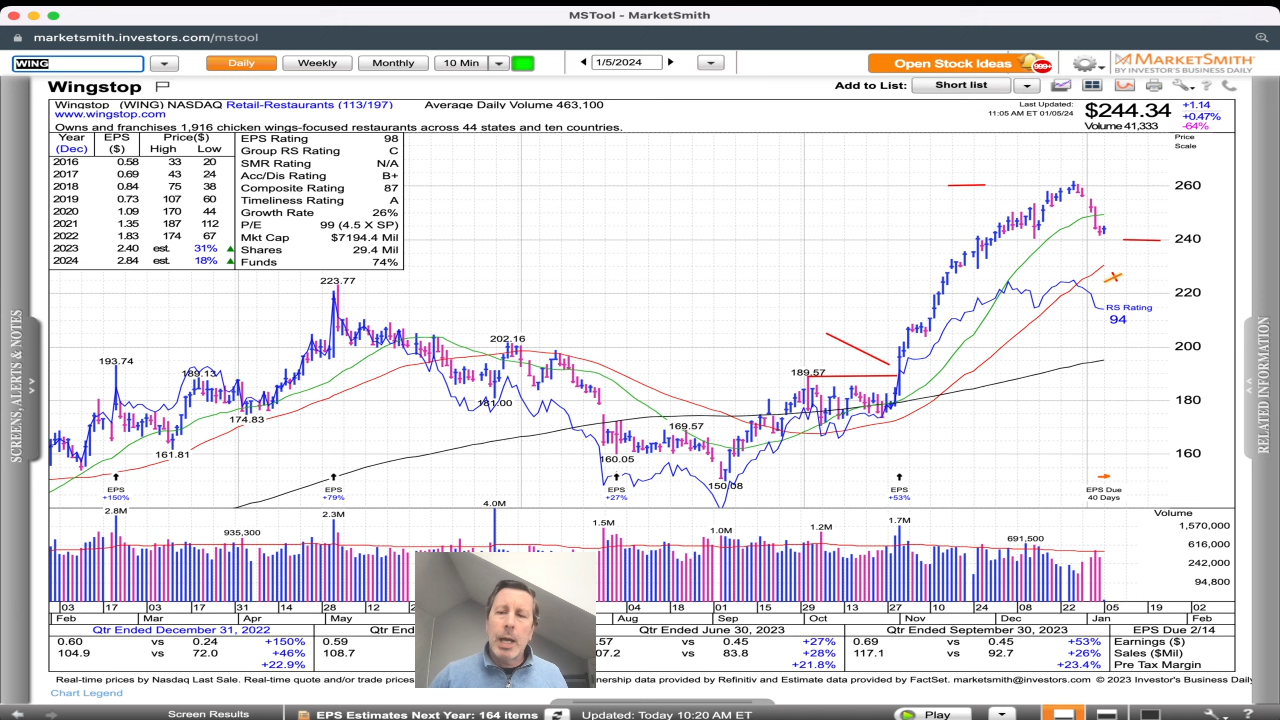 MSTool - MarketSmith
marketsmith.investors.com/mstool
WING Daily Weekly Monthly 10 Min 1/5/2024 Open Stock Ideas 999+ MARKETSMITH
BY INVESTOR'S BUSINESS DAILY
Wingstop Add to List: Short list
Wingstop (WING) NASDAQ Retail-Restaurants (113/197) Average Daily Volume 463,100
Last Updated: 11:05 AM ET 01/05/24 $244.34 +1.14
+0.47%
Volume 41,333 -64%
www.wingstop.com
Owns and franchises 1,916 chicken wings-focused restaurants across 44 states and ten countries.
Year EPS Price($)
(Dec) ($) High Low
2016 0.58 33 20
2017 0.69 43 24
2018 0.84 75 38
2019 0.73 107 60
2020 1.09 170 44
2021 1.35 187 112
2022 1.83 174 67
2023 2.40 est. 31%
2024 2.84 est. 18%
EPS Rating 98
Group RS Rating C
SMR Rating N/A
Acc/Dis Rating B+
Composite Rating 87
Timeliness Rating A
Growth Rate 26%
P/E 99 (4.5 X SP)
Mkt Cap $7194.4 Mil
Shares 29.4 Mil
Funds 74%
Price
Scale
260
240
220
200
180
160
RS Rating
94
223.77
193.74
189.13
174.83
161.81
202.16
181.00
160.05
169.57
150.08
189.57
EPS
+150%
EPS
+79%
EPS
+27%
EPS
+53%
EPS Due
40 Days
Volume
1,570,000
616,000
242,000
94,800
2.8M
935,300
2.3M
4.0M
1.5M
1.0M
1.2M
1.7M
691,500
03 17 03 17 31 14 28 12 04 18 01 15 29 13 27 10 24 08 22 05 19 02
Feb Mar Apr May Aug Sep Oct Nov Dec Jan Feb
Qtr Ended December 31, 2022 Qtr Ended June 30, 2023 Qtr Ended September 30, 2023 EPS Due 2/14
0.60 vs 0.24 +150% 0.59 .57 vs 0.45 +27% 0.69 vs 0.45 +53% Earnings ($)
104.9 vs 72.0 +46% 108.7 07.2 vs 83.8 +28% 117.1 vs 92.7 +26% Sales ($Mil)
+22.9% +21.8% +23.4% Pre Tax Margin
Real-time prices by Nasdaq Last Sale. Real-time quote and/or trade prices nership data provided by Refinitiv and Estimate data provided by FactSet. marketsmith@investors.com © 2023 Investor's Business Daily
Chart Legend
SCREENS, ALERTS & NOTES
RELATED INFORMATION
Screen Results EPS Estimates Next Year: 164 items Updated: Today 10:20 AM ET Play